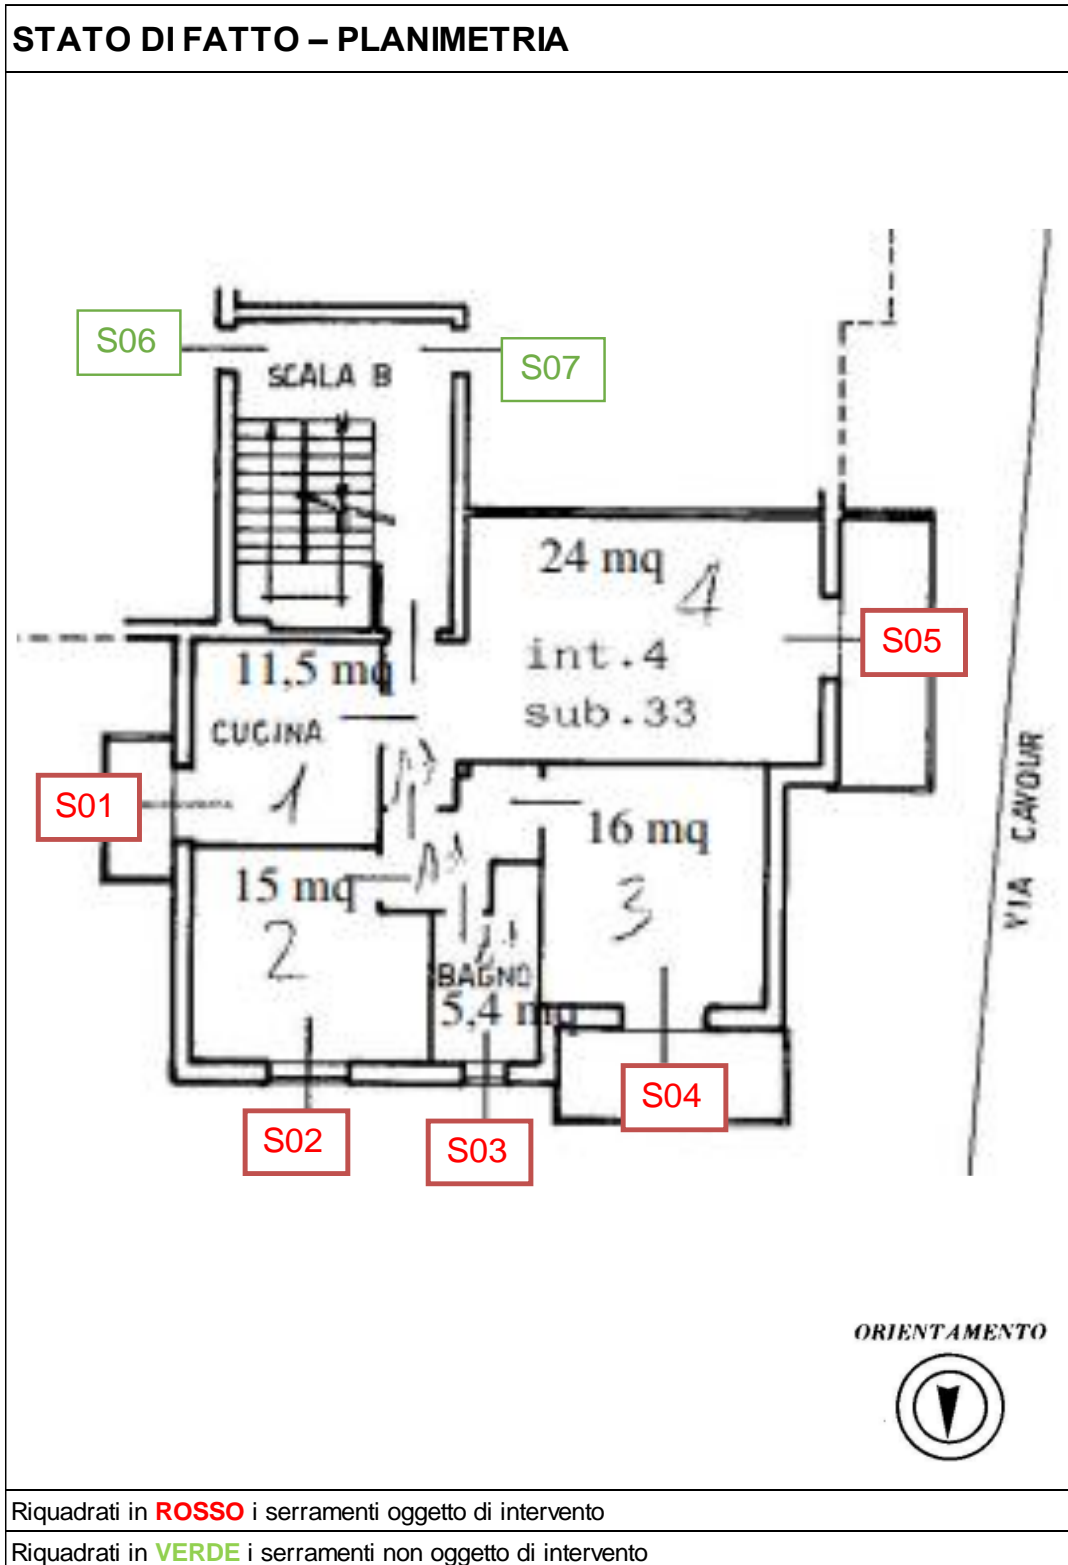 STATO DI FATTO – PLANIMETRIA
S06
S07
SCALA B
24 mq
4
int.4
sub.33
S05
11,5 mq
CUCINA
1
S01
16 mq
3
15 mq
2
BAGNO
5,4 mq
S04
S02
S03
VIA CAVOUR
ORIENTAMENTO
Riquadrati in ROSSO i serramenti oggetto di intervento
Riquadrati in VERDE i serramenti non oggetto di intervento